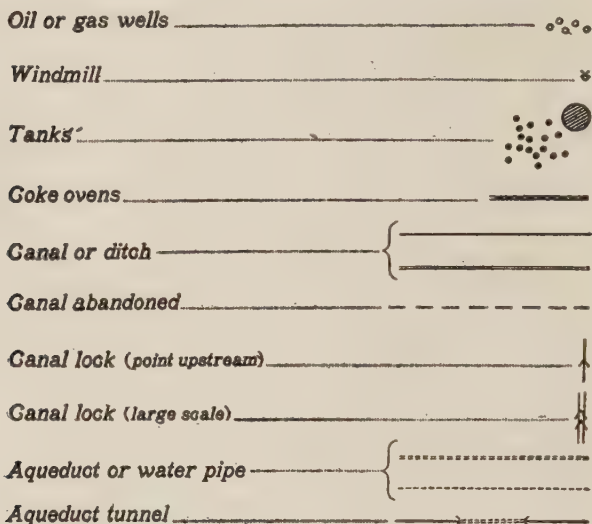 Oil or gas wells
Windmill
Tanks
Coke ovens
Canal or ditch
Canal abandoned
Canal lock (point upstream)
Canal lock (large scale)
Aqueduct or water pipe
Aqueduct tunnel